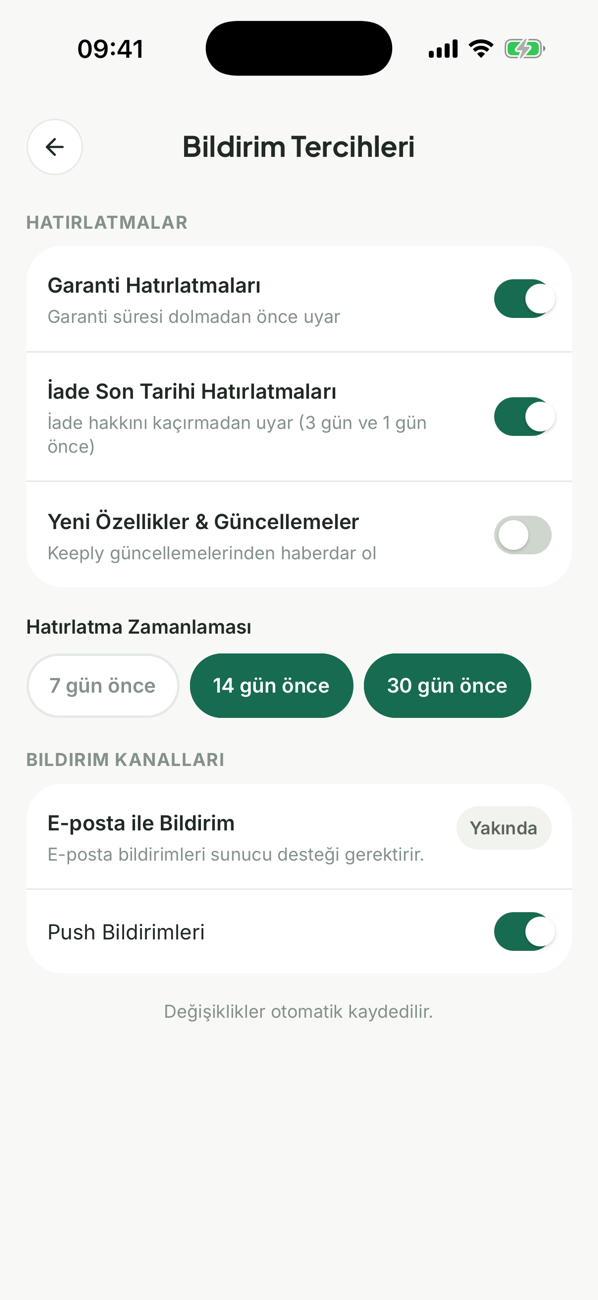 09:41
Bildirim Tercihleri
HATIRLATMALAR
Garanti Hatırlatmaları
Garanti süresi dolmadan önce uyar
İade Son Tarihi Hatırlatmaları
İade hakkını kaçırmadan uyar (3 gün ve 1 gün
önce)
Yeni Özellikler & Güncellemeler
Keeply güncellemelerinden haberdar ol
Hatırlatma Zamanlaması
7 gün önce
14 gün önce
30 gün önce
BILDIRIM KANALLARI
E-posta ile Bildirim
Yakında
E-posta bildirimleri sunucu desteği gerektirir.
Push Bildirimleri
Değişiklikler otomatik kaydedilir.